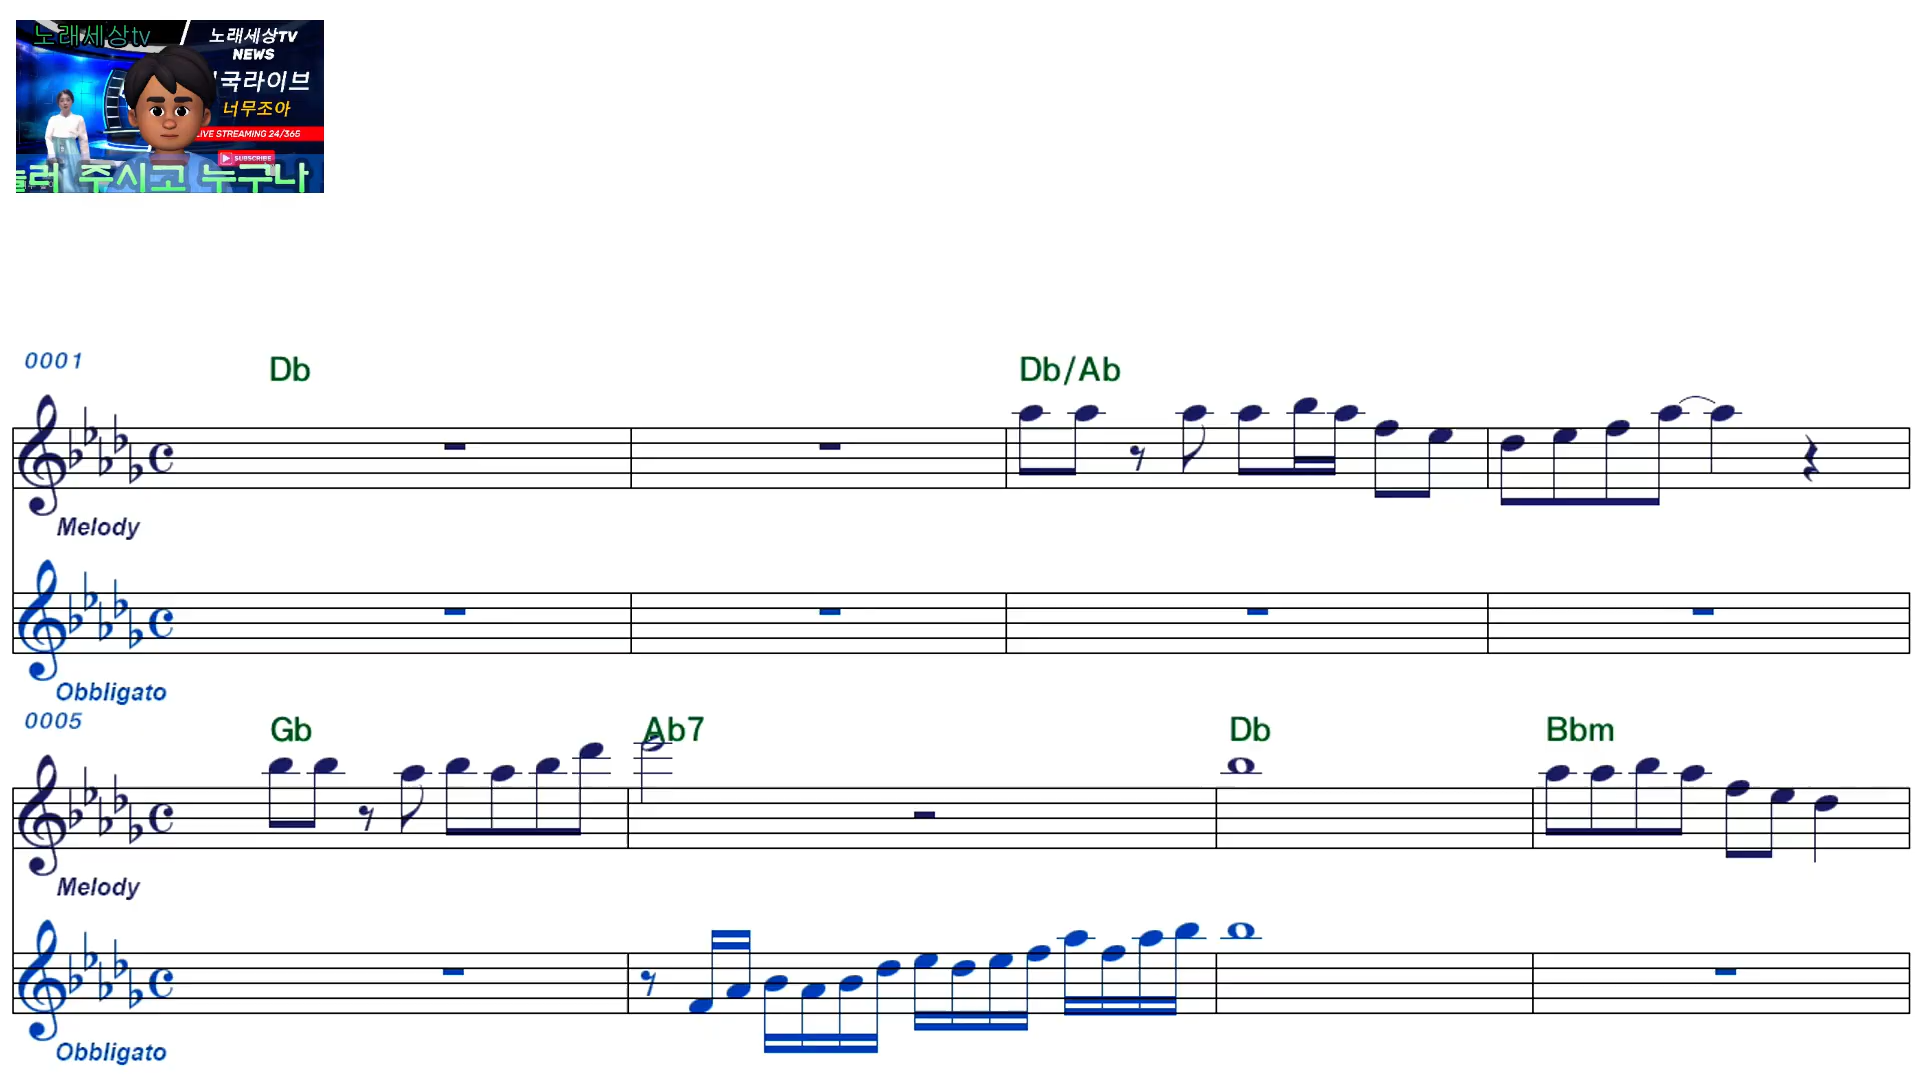 노래세상tv
노래세상TV
NEWS
국라이브
너무조아
LIVE STREAMING 24/365
SUBSCRIBE
눌러 주시고 누구나
0001
Db
Db/Ab
Melody
Obbligato
0005
Gb
Ab7
Db
Bbm
Melody
Obbligato